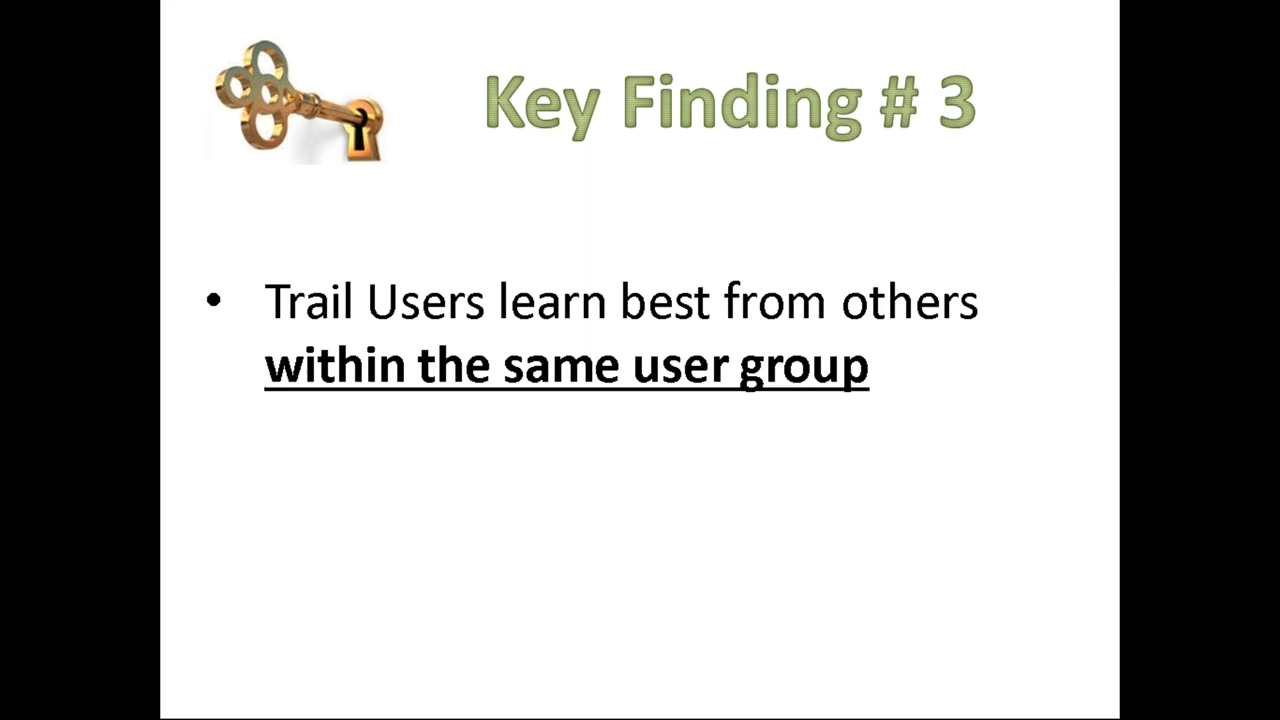 Key Finding # 3
• Trail Users learn best from others
within the same user group